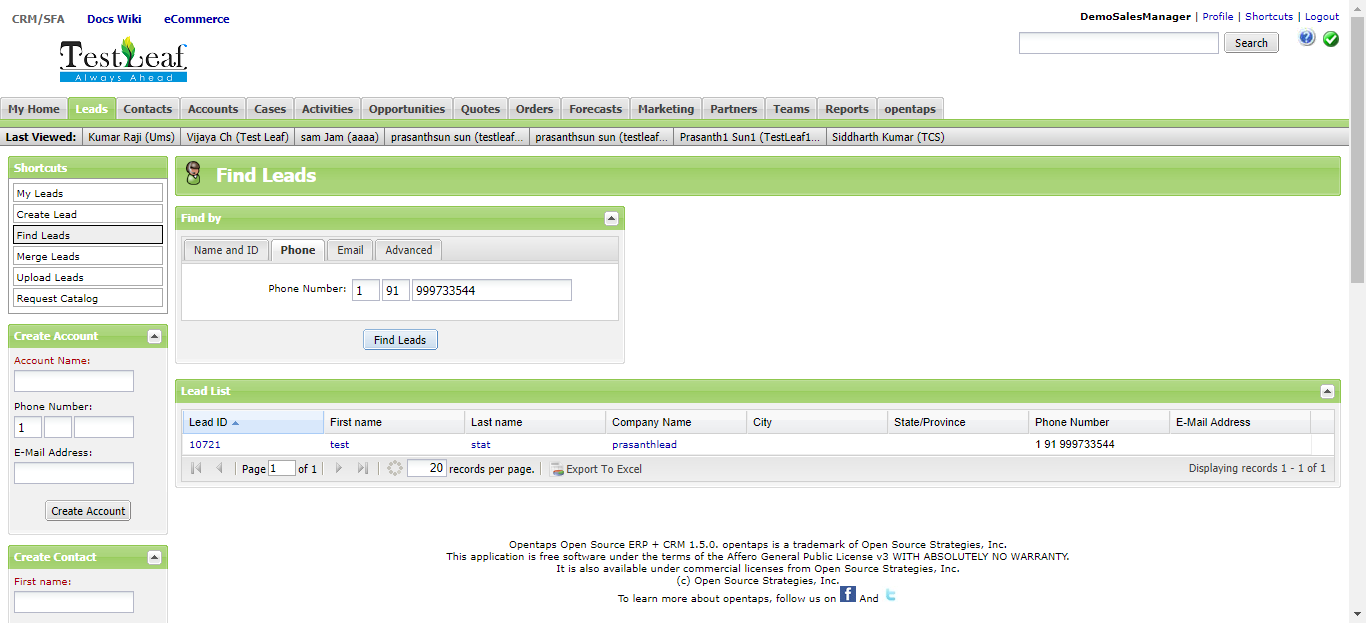 CRM/SFA Docs Wiki eCommerce
DemoSalesManager | Profile | Shortcuts | Logout
TestLeaf
Always Ahead
Search
My Home Leads Contacts Accounts Cases Activities Opportunities Quotes Orders Forecasts Marketing Partners Teams Reports opentaps
Last Viewed: Kumar Raji (Ums) Vijaya Ch (Test Leaf) sam Jam (aaaa) prasanthsun sun (testleaf... prasanthsun sun (testleaf... Prasanth1 Sun1 (TestLeaf1... Siddharth Kumar (TCS)
Shortcuts
My Leads
Create Lead
Find Leads
Merge Leads
Upload Leads
Request Catalog
Create Account
Account Name:
Phone Number:
1
E-Mail Address:
Create Account
Create Contact
First name:
Find Leads
Find by
Name and ID Phone Email Advanced
Phone Number: 1 91 999733544
Find Leads
Lead List
Lead ID First name Last name Company Name City State/Province Phone Number E-Mail Address
10721 test stat prasanthlead 1 91 999733544
Page 1 of 1 20 records per page. Export To Excel Displaying records 1 - 1 of 1
Opentaps Open Source ERP + CRM 1.5.0. opentaps is a trademark of Open Source Strategies, Inc.
This application is free software under the terms of the Affero General Public License v3 WITH ABSOLUTELY NO WARRANTY.
It is also available under commercial licenses from Open Source Strategies, Inc.
(c) Open Source Strategies, Inc.
To learn more about opentaps, follow us on f And t